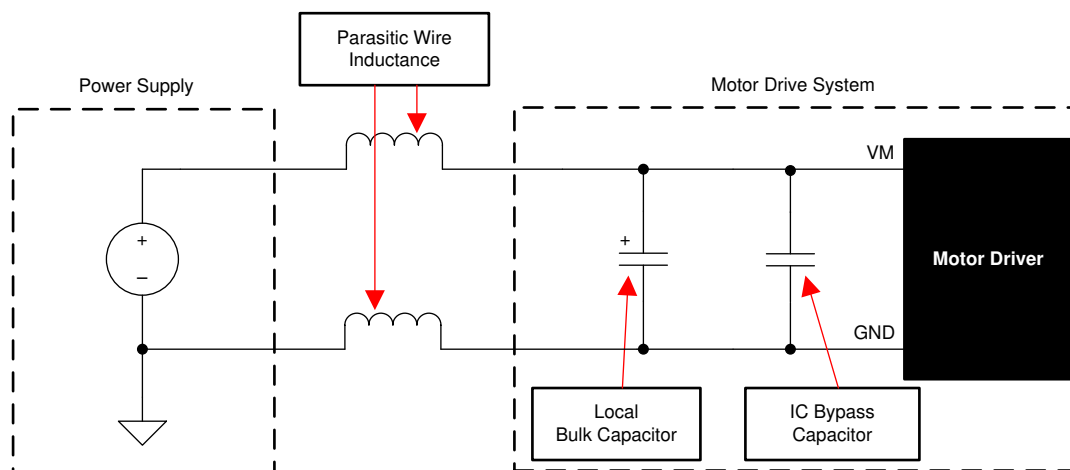 Parasitic Wire
Inductance
Power Supply
Motor Drive System
VM
+
+
−
Motor Driver
GND
Local
Bulk Capacitor
IC Bypass
Capacitor